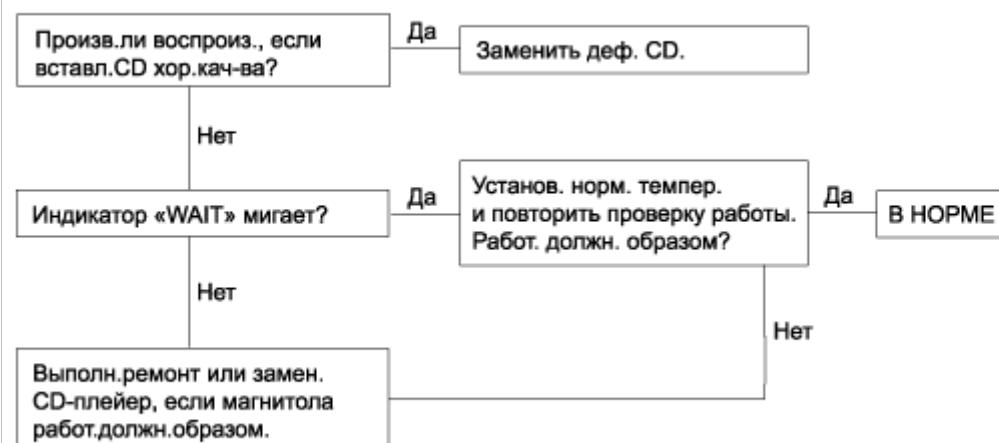 Произв.ли воспроиз., если
вставл.CD хор.кач-ва?
Да
Заменить деф. CD.
Нет
Индикатор «WAIT» мигает?
Да
Установ. норм. темпер.
и повторить проверку работы.
Работ. должн. образом?
Да
В НОРМЕ
Нет
Нет
Выполн.ремонт или замен.
CD-плейер, если магнитола
работ.должн.образом.